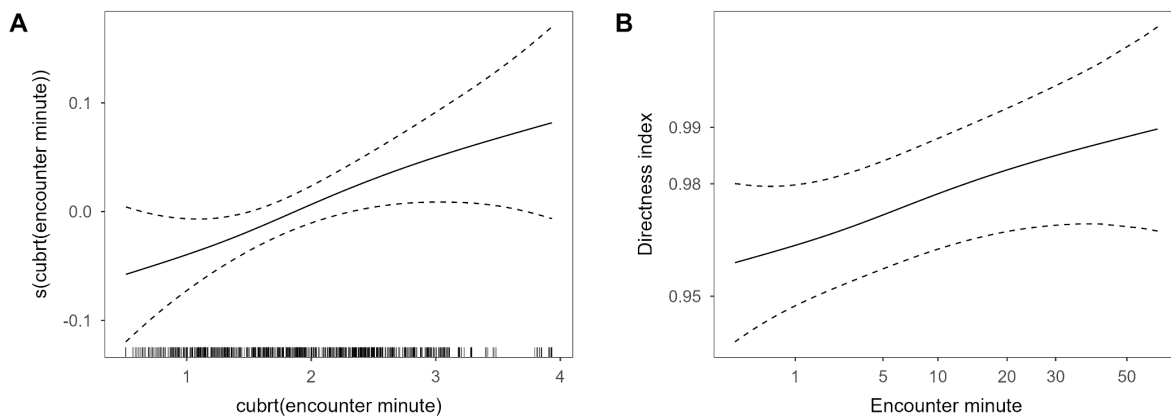 A
s(cubrt(encounter minute))
0.1
0.0
-0.1
1 2 3 4
cubrt(encounter minute)
B
Directness index
0.99
0.98
0.95
1 5 10 20 30 50
Encounter minute